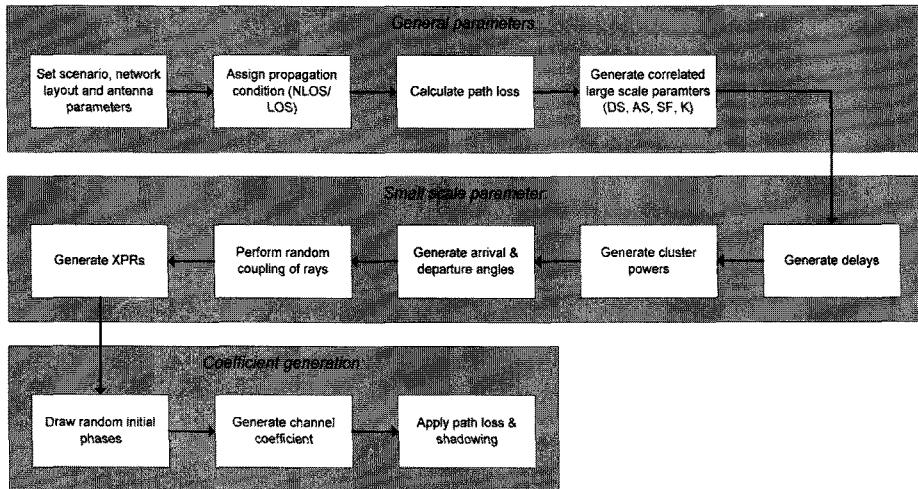 General parameters
Set scenario, network
layout and antenna
parameters
Assign propagation
condition (NLOS/
LOS)
Calculate path loss
Generate correlated
large scale paramters
(DS, AS, SF, K)
Small scale parameter
Generate XPRs
Perform random
coupling of rays
Generate arrival &
departure angles
Generate cluster
powers
Generate delays
Coefficient generation
Draw random initial
phases
Generate channel
coefficient
Apply path loss &
shadowing